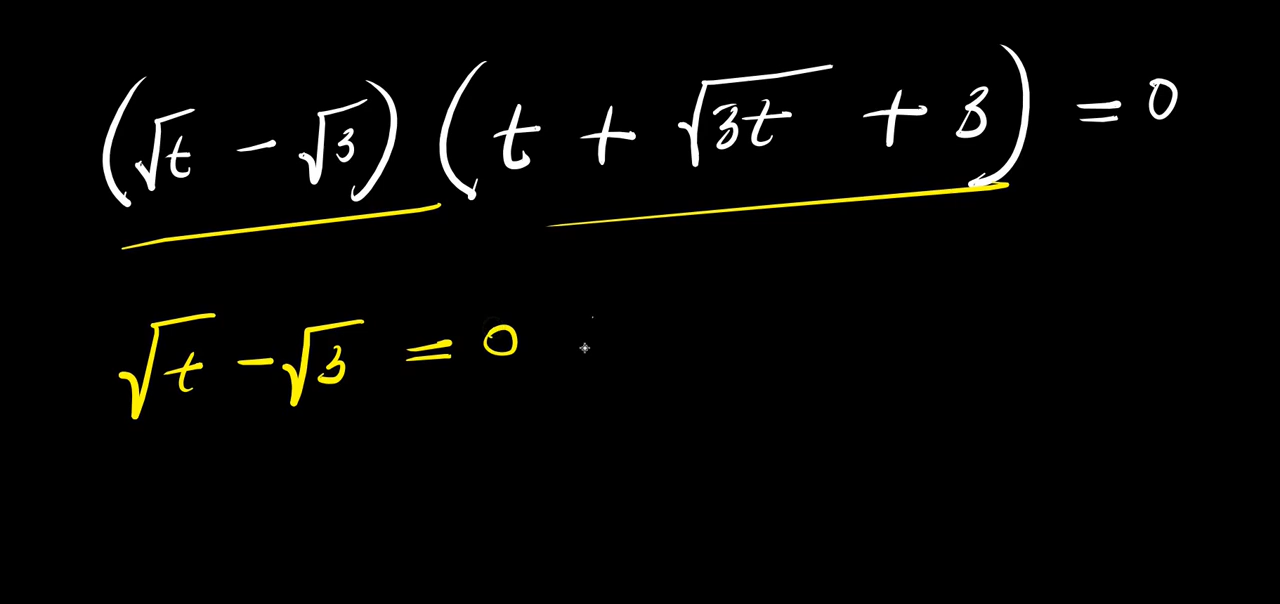 (√t - √3) (t + √3t + 3) = 0
√t - √3 = 0